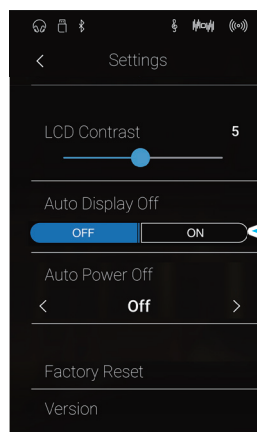 Settings
LCD Contrast 5
Auto Display Off
OFF ON
Auto Power Off
Off
Factory Reset
Version